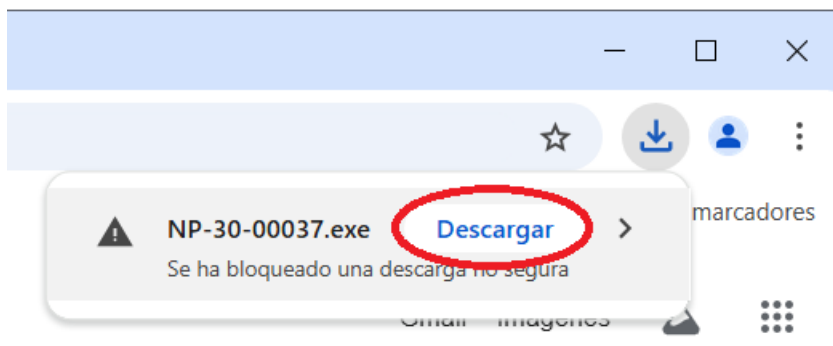 marcadores
NP-30-00037.exe Descargar
Se ha bloqueado una descarga no segura
Gmail Imágenes